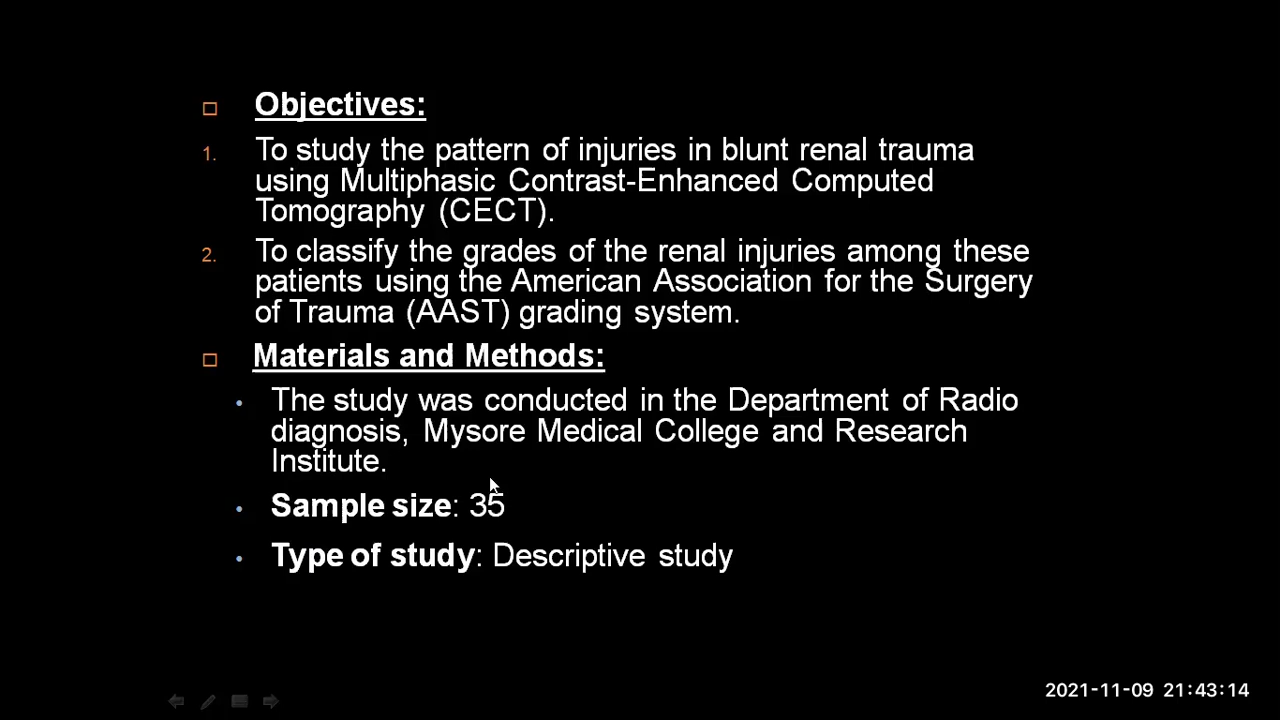 Objectives:
1. To study the pattern of injuries in blunt renal trauma
using Multiphasic Contrast-Enhanced Computed
Tomography (CECT).
2. To classify the grades of the renal injuries among these
patients using the American Association for the Surgery
of Trauma (AAST) grading system.
Materials and Methods:
• The study was conducted in the Department of Radio
diagnosis, Mysore Medical College and Research
Institute.
• Sample size: 35
• Type of study: Descriptive study
2021-11-09 21:43:14